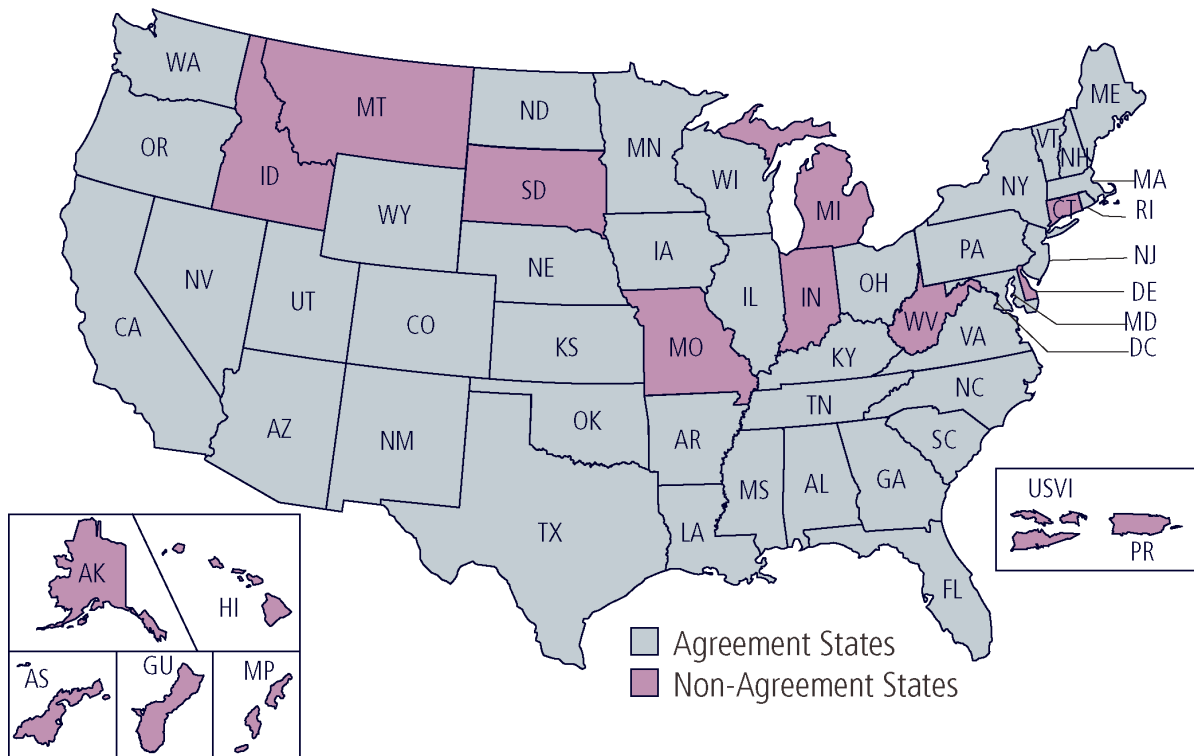 WA
MT
ND
MN
ME
VT
NH
OR
ID
SD
WI
MI
NY
MA
CT
RI
WY
IA
PA
NJ
NE
IL
IN
OH
DE
NV
UT
CO
WV
VA
MD
DC
CA
KS
MO
KY
AZ
NM
OK
AR
TN
NC
SC
TX
LA
MS
AL
GA
FL
USVI
PR
AK
HI
AS
GU
MP
Agreement States
Non-Agreement States